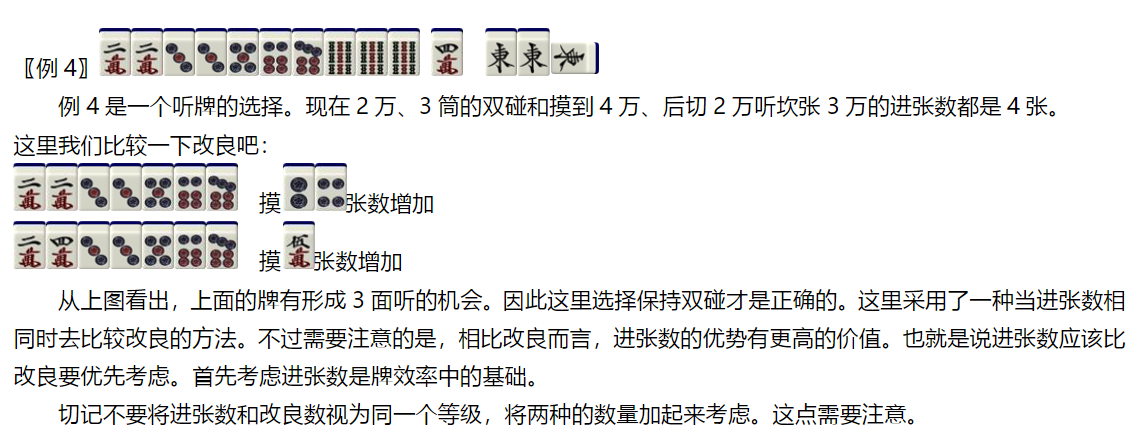 〖例 4〗二萬 二萬 四萬 東 東 東
例 4 是一个听牌的选择。现在 2 万、3 筒的双碰和摸到 4 万、后切 2 万听坎张 3 万的进张数都是 4 张。
这里我们比较一下改良吧：
二萬 二萬 摸 张数增加
二萬 四萬 摸 伍萬 张数增加
从上图看出，上面的牌有形成 3 面听的机会。因此这里选择保持双碰才是正确的。这里采用了一种当进张数相
同时去比较改良的方法。不过需要注意的是，相比改良而言，进张数的优势有更高的价值。也就是说进张数应该比
改良要优先考虑。首先考虑进张数是牌效率中的基础。
切记不要将进张数和改良数视为同一个等级，将两种的数量加起来考虑。这点需要注意。